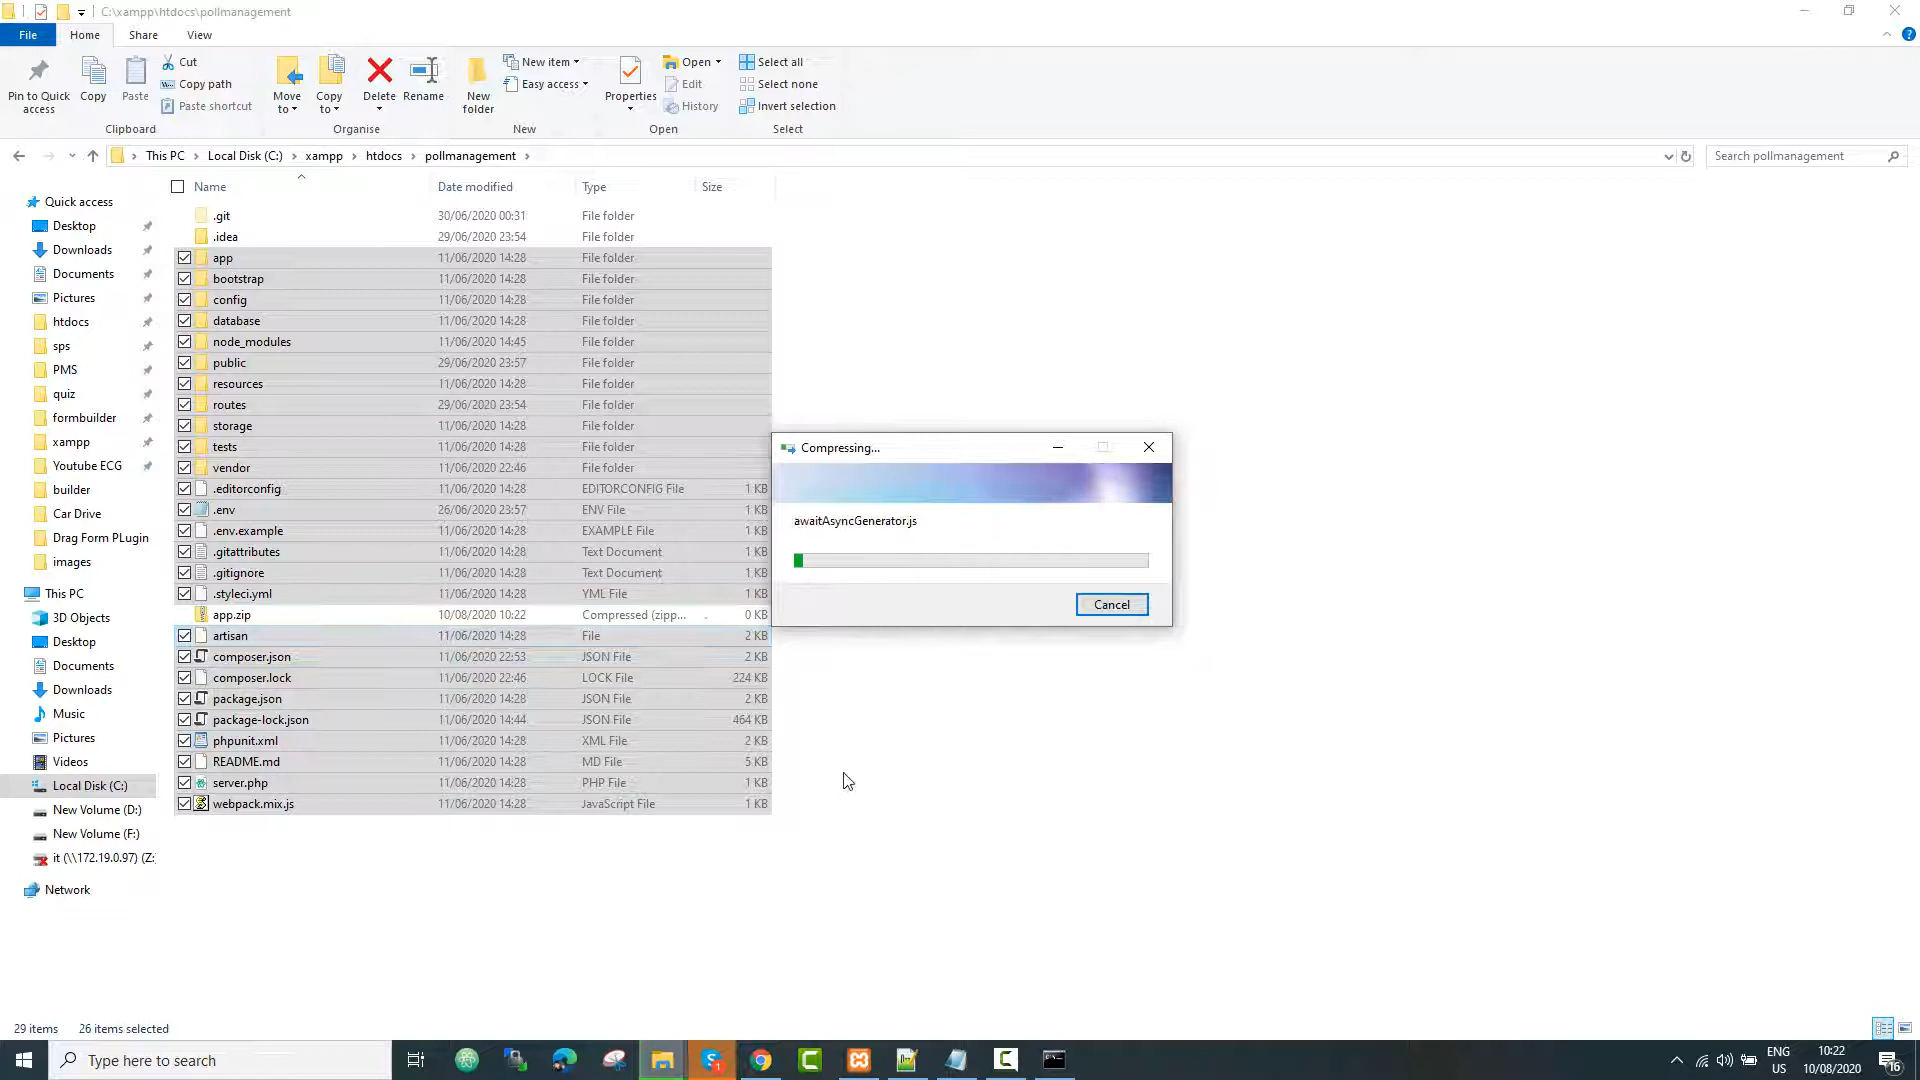 C:\xampp\htdocs\pollmanagement
File Home Share View
Pin to Quick access
Copy
Paste
Cut
Copy path
Paste shortcut
Clipboard
Move to
Copy to
Delete
Rename
Organise
New folder
New item
Easy access
New
Properties
Open
Edit
History
Open
Select all
Select none
Invert selection
Select
This PC > Local Disk (C:) > xampp > htdocs > pollmanagement >
Search pollmanagement
Quick access
Desktop
Downloads
Documents
Pictures
htdocs
sps
PMS
quiz
formbuilder
xampp
Youtube ECG
builder
Car Drive
Drag Form PLugin
images
This PC
3D Objects
Desktop
Documents
Downloads
Music
Pictures
Videos
Local Disk (C:)
New Volume (D:)
New Volume (F:)
it (\\172.19.0.97) (Z:
Network
Name Date modified Type Size
.git 30/06/2020 00:31 File folder
.idea 29/06/2020 23:54 File folder
app 11/06/2020 14:28 File folder
bootstrap 11/06/2020 14:28 File folder
config 11/06/2020 14:28 File folder
database 11/06/2020 14:28 File folder
node_modules 11/06/2020 14:45 File folder
public 29/06/2020 23:57 File folder
resources 11/06/2020 14:28 File folder
routes 29/06/2020 23:54 File folder
storage 11/06/2020 14:28 File folder
tests 11/06/2020 14:28 File folder
vendor 11/06/2020 22:46 File folder
.editorconfig 11/06/2020 14:28 EDITORCONFIG File 1 KB
.env 26/06/2020 23:57 ENV File 1 KB
.env.example 11/06/2020 14:28 EXAMPLE File 1 KB
.gitattributes 11/06/2020 14:28 Text Document 1 KB
.gitignore 11/06/2020 14:28 Text Document 1 KB
.styleci.yml 11/06/2020 14:28 YML File 1 KB
app.zip 10/08/2020 10:22 Compressed (zipp... 0 KB
artisan 11/06/2020 14:28 File 2 KB
composer.json 11/06/2020 22:53 JSON File 2 KB
composer.lock 11/06/2020 22:46 LOCK File 224 KB
package.json 11/06/2020 14:28 JSON File 2 KB
package-lock.json 11/06/2020 14:44 JSON File 464 KB
phpunit.xml 11/06/2020 14:28 XML File 2 KB
README.md 11/06/2020 14:28 MD File 5 KB
server.php 11/06/2020 14:28 PHP File 1 KB
webpack.mix.js 11/06/2020 14:28 JavaScript File 1 KB
Compressing...
awaitAsyncGenerator.js
Cancel
29 items 26 items selected
Type here to search
ENG
US
10:22
10/08/2020
16